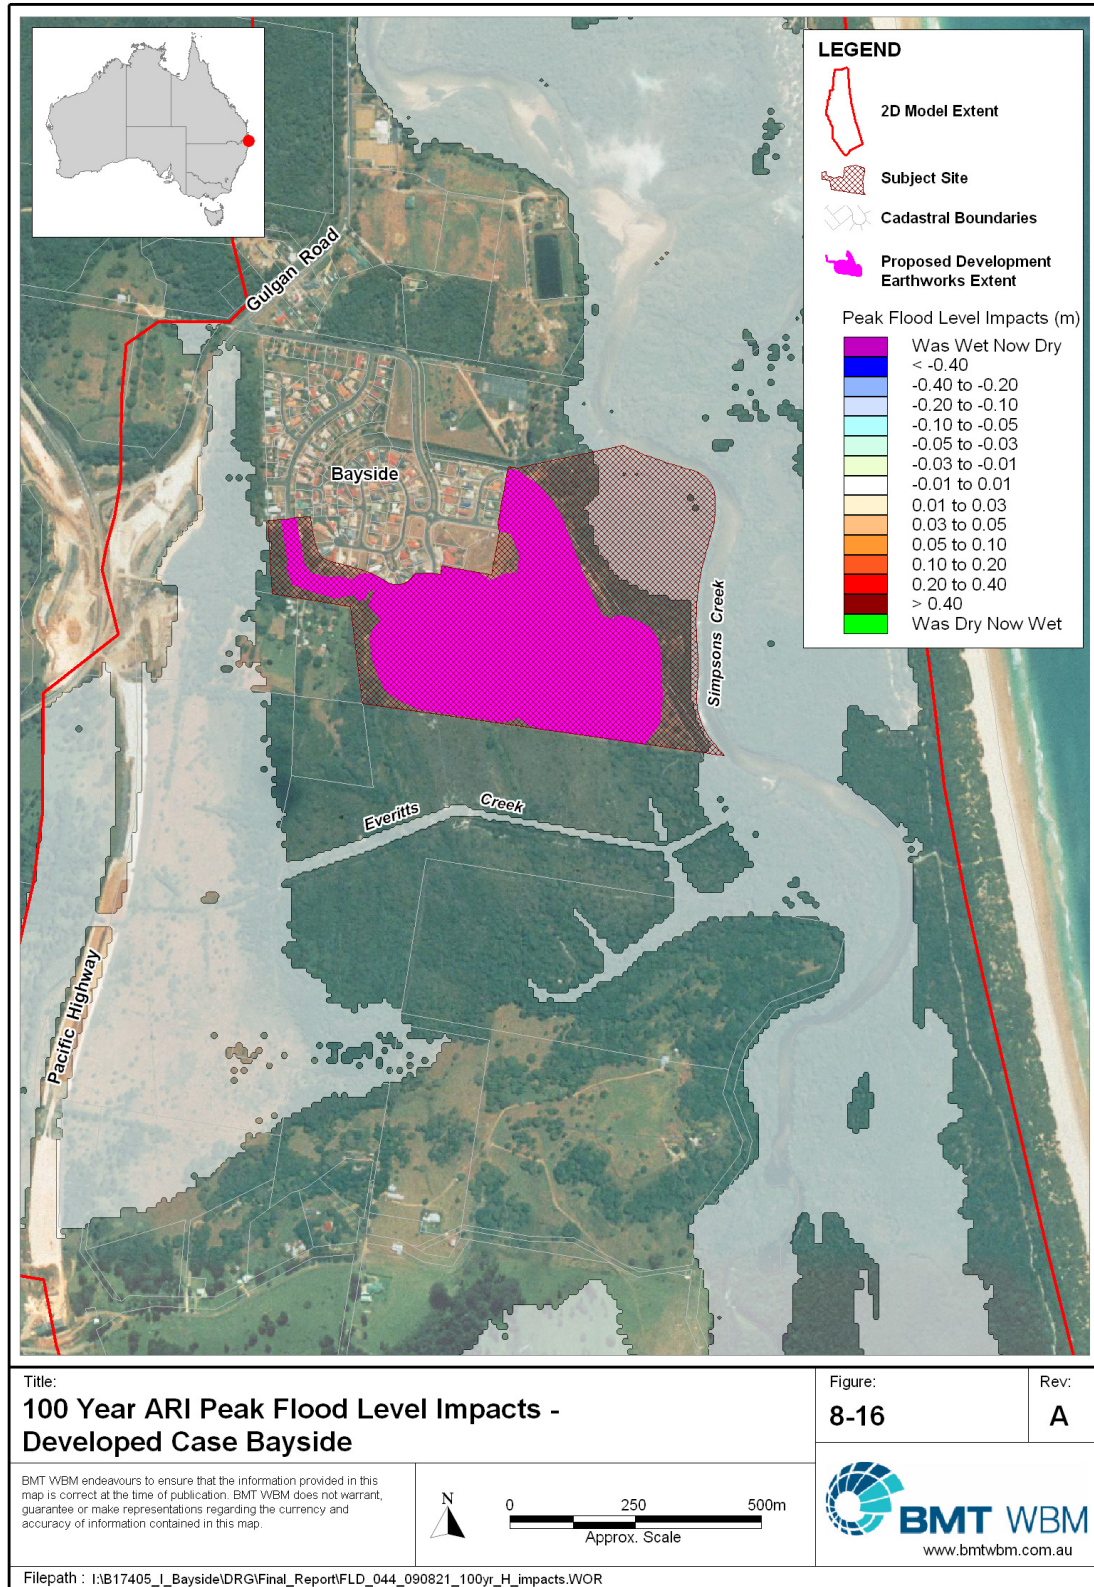 LEGEND
2D Model Extent
Subject Site
Cadastral Boundaries
Proposed Development
Earthworks Extent
Peak Flood Level Impacts (m)
Was Wet Now Dry
< -0.40
-0.40 to -0.20
-0.20 to -0.10
-0.10 to -0.05
-0.05 to -0.03
-0.03 to -0.01
-0.01 to 0.01
0.01 to 0.03
0.03 to 0.05
0.05 to 0.10
0.10 to 0.20
0.20 to 0.40
> 0.40
Was Dry Now Wet
Gulgan Road
Bayside
Simpsons Creek
Everitts Creek
Pacific Highway
Title:
100 Year ARI Peak Flood Level Impacts -
Developed Case Bayside
Figure:
8-16
Rev:
A
BMT WBM endeavours to ensure that the information provided in this
map is correct at the time of publication. BMT WBM does not warrant,
guarantee or make representations regarding the currency and
accuracy of information contained in this map.
N
0 250 500m
Approx. Scale
BMT WBM
www.bmtwbm.com.au
Filepath : I:\B17405_I_Bayside\DRG\Final_Report\FLD_044_090821_100yr_H_impacts.WOR